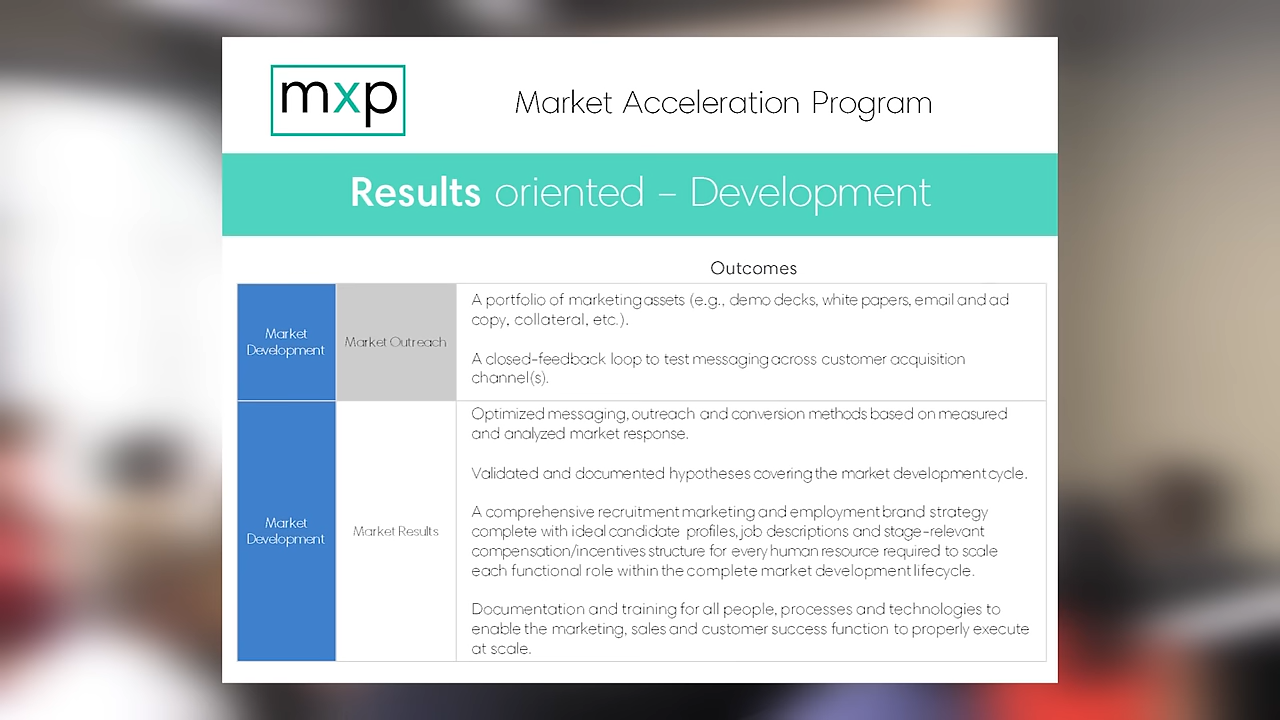 mxp
Market Acceleration Program
Results oriented – Development
Outcomes
Market
Development
Market Outreach
A portfolio of marketing assets (e.g., demo decks, white papers, email and ad
copy, collateral, etc.).
A closed-feedback loop to test messaging across customer acquisition
channel(s).
Market
Development
Market Results
Optimized messaging, outreach and conversion methods based on measured
and analyzed market response.
Validated and documented hypotheses covering the market development cycle.
A comprehensive recruitment marketing and employment brand strategy
complete with ideal candidate profiles, job descriptions and stage-relevant
compensation/incentives structure for every human resource required to scale
each functional role within the complete market development lifecycle.
Documentation and training for all people, processes and technologies to
enable the marketing, sales and customer success function to properly execute
at scale.